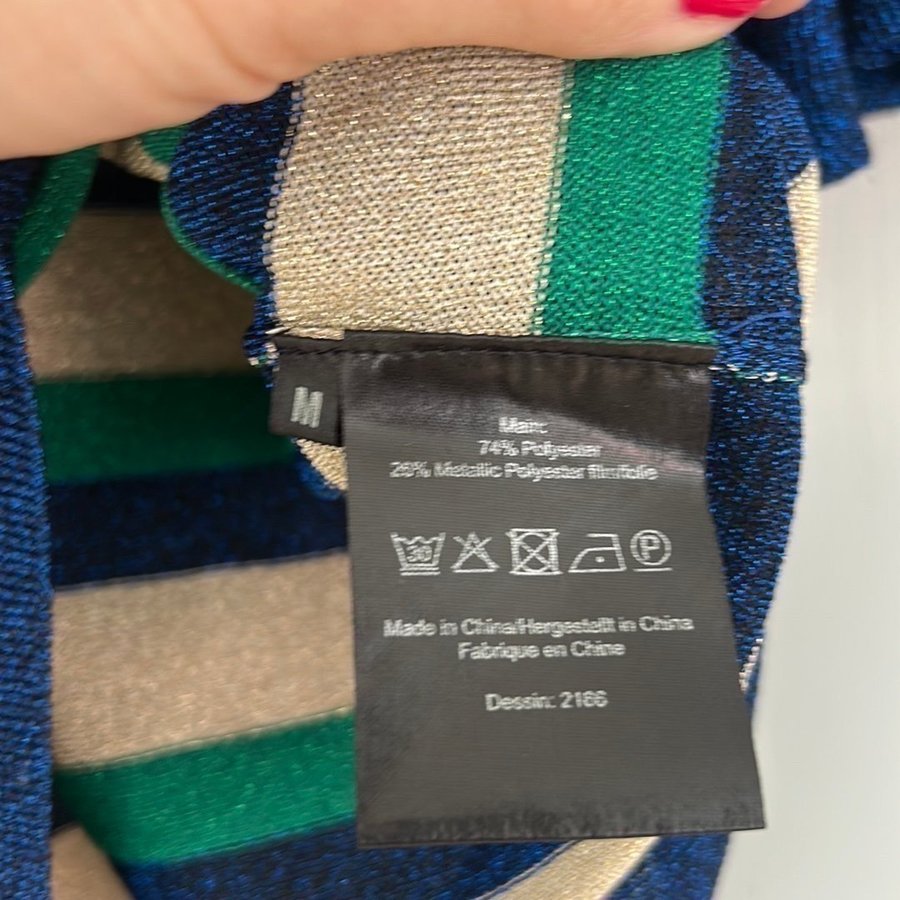 M
Main:
74% Polyester
26% Metallic Polyester film/folie
30
P
Made in China/Hergestellt in China
Fabrique en Chine
Dessin: 2166